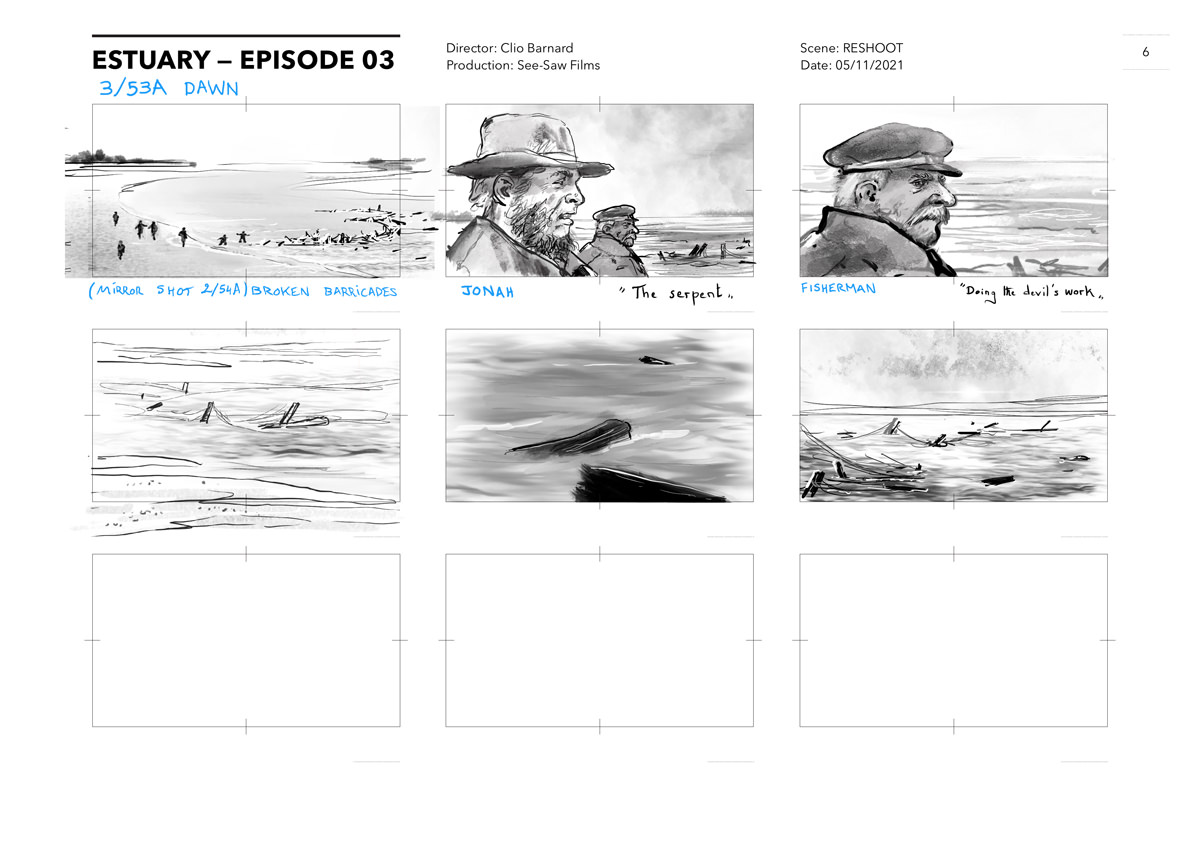 ESTUARY – EPISODE 03
3/53A DAWN
Director: Clio Barnard
Production: See-Saw Films
Scene: RESHOOT
Date: 05/11/2021
6
(MIRROR SHOT 2/54A) BROKEN BARRICADES
JONAH
"The serpent"
FISHERMAN
"Doing the devil's work"